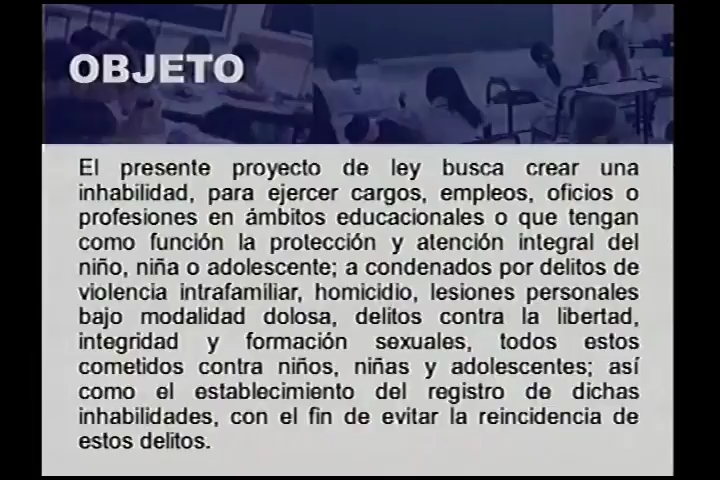 OBJETO
El presente proyecto de ley busca crear una
inhabilidad, para ejercer cargos, empleos, oficios o
profesiones en ámbitos educacionales o que tengan
como función la protección y atención integral del
niño, niña o adolescente; a condenados por delitos de
violencia intrafamiliar, homicidio, lesiones personales
bajo modalidad dolosa, delitos contra la libertad,
integridad y formación sexuales, todos estos
cometidos contra niños, niñas y adolescentes; así
como el establecimiento del registro de dichas
inhabilidades, con el fin de evitar la reincidencia de
estos delitos.